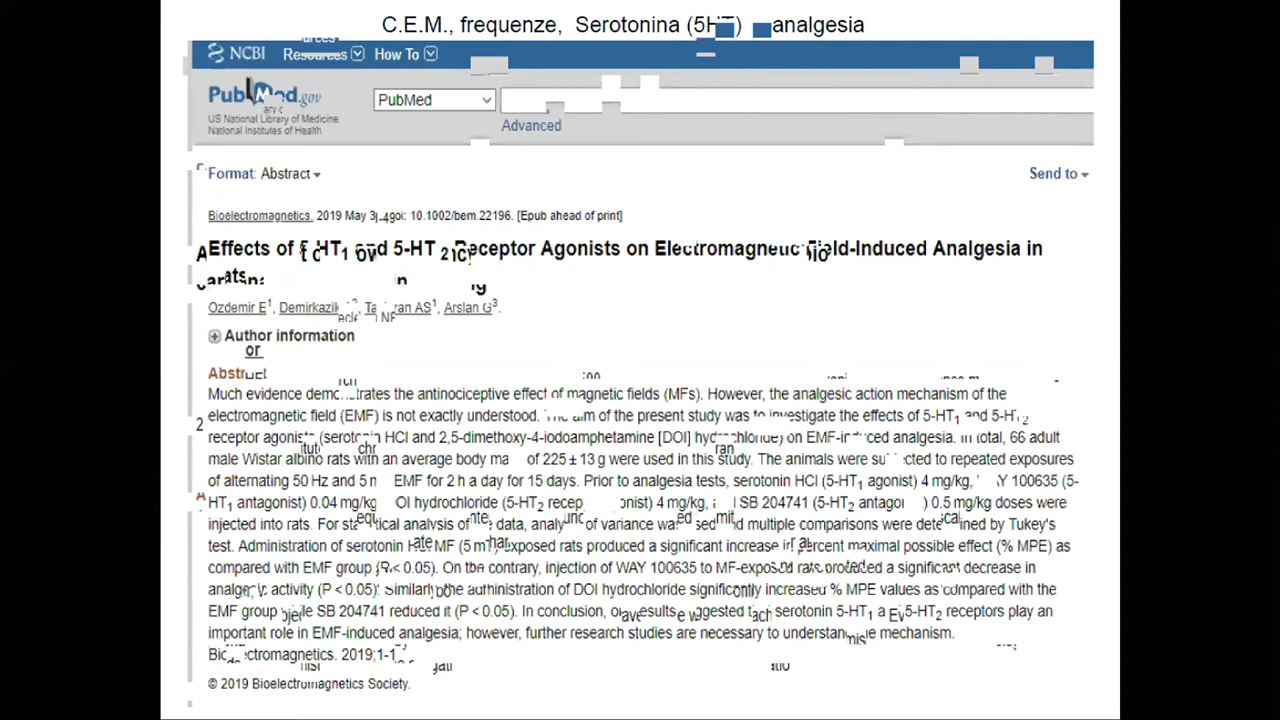 C.E.M., frequenze, Serotonina (5HT) analgesia
NCBI Resources How To
PubMed.gov
US National Library of Medicine
National Institutes of Health
PubMed
Advanced
Format: Abstract
Send to
Bioelectromagnetics. 2019 May 10.1002/bem.22196. [Epub ahead of print]
Effects of HT1 and 5-HT 2 Receptor Agonists on Electromagnetic Field-Induced Analgesia in
rats
Ozdemir E1, Demirkazik AS1, Arslan G3.
Author information
Much evidence demonstrates the antinociceptive effect of magnetic fields (MFs). However, the analgesic action mechanism of the
electromagnetic field (EMF) is not exactly understood. The aim of the present study was to investigate the effects of 5-HT1 and 5-HT2
receptor agonists (serotonin HCl and 2,5-dimethoxy-4-iodoamphetamine [DOI] hydrochloride) on EMF-induced analgesia. In total, 66 adult
male Wistar albino rats with an average body of 225 ± 13 g were used in this study. The animals were subjected to repeated exposures
of alternating 50 Hz and 5 EMF for 2 h a day for 15 days. Prior to analgesia tests, serotonin HCl (5-HT1 agonist) 4 mg/kg, WAY 100635 (5-
HT1 antagonist) 0.04 mg/kg DOI hydrochloride (5-HT2 4 mg/kg, SB 204741 (5-HT2 antagonist) 0.5 mg/kg doses were
injected into rats. For statistical analysis of data, analysis of variance was used and multiple comparisons were determined by Tukey's
test. Administration of serotonin MF (5 mT)-exposed rats produced a significant increase in percent maximal possible effect (% MPE) as
compared with EMF group (P < 0.05). On the contrary, injection of WAY 100635 to MF-exposed rats produced a significant decrease in
analgesic activity (P < 0.05). Similarly, the administration of DOI hydrochloride significantly increased % MPE values as compared with the
EMF group while SB 204741 reduced it (P < 0.05). In conclusion, our results suggested that serotonin 5-HT1 5-HT2 receptors play an
important role in EMF-induced analgesia; however, further research studies are necessary to understand the mechanism.
Bioelectromagnetics. 2019;1-1
© 2019 Bioelectromagnetics Society.